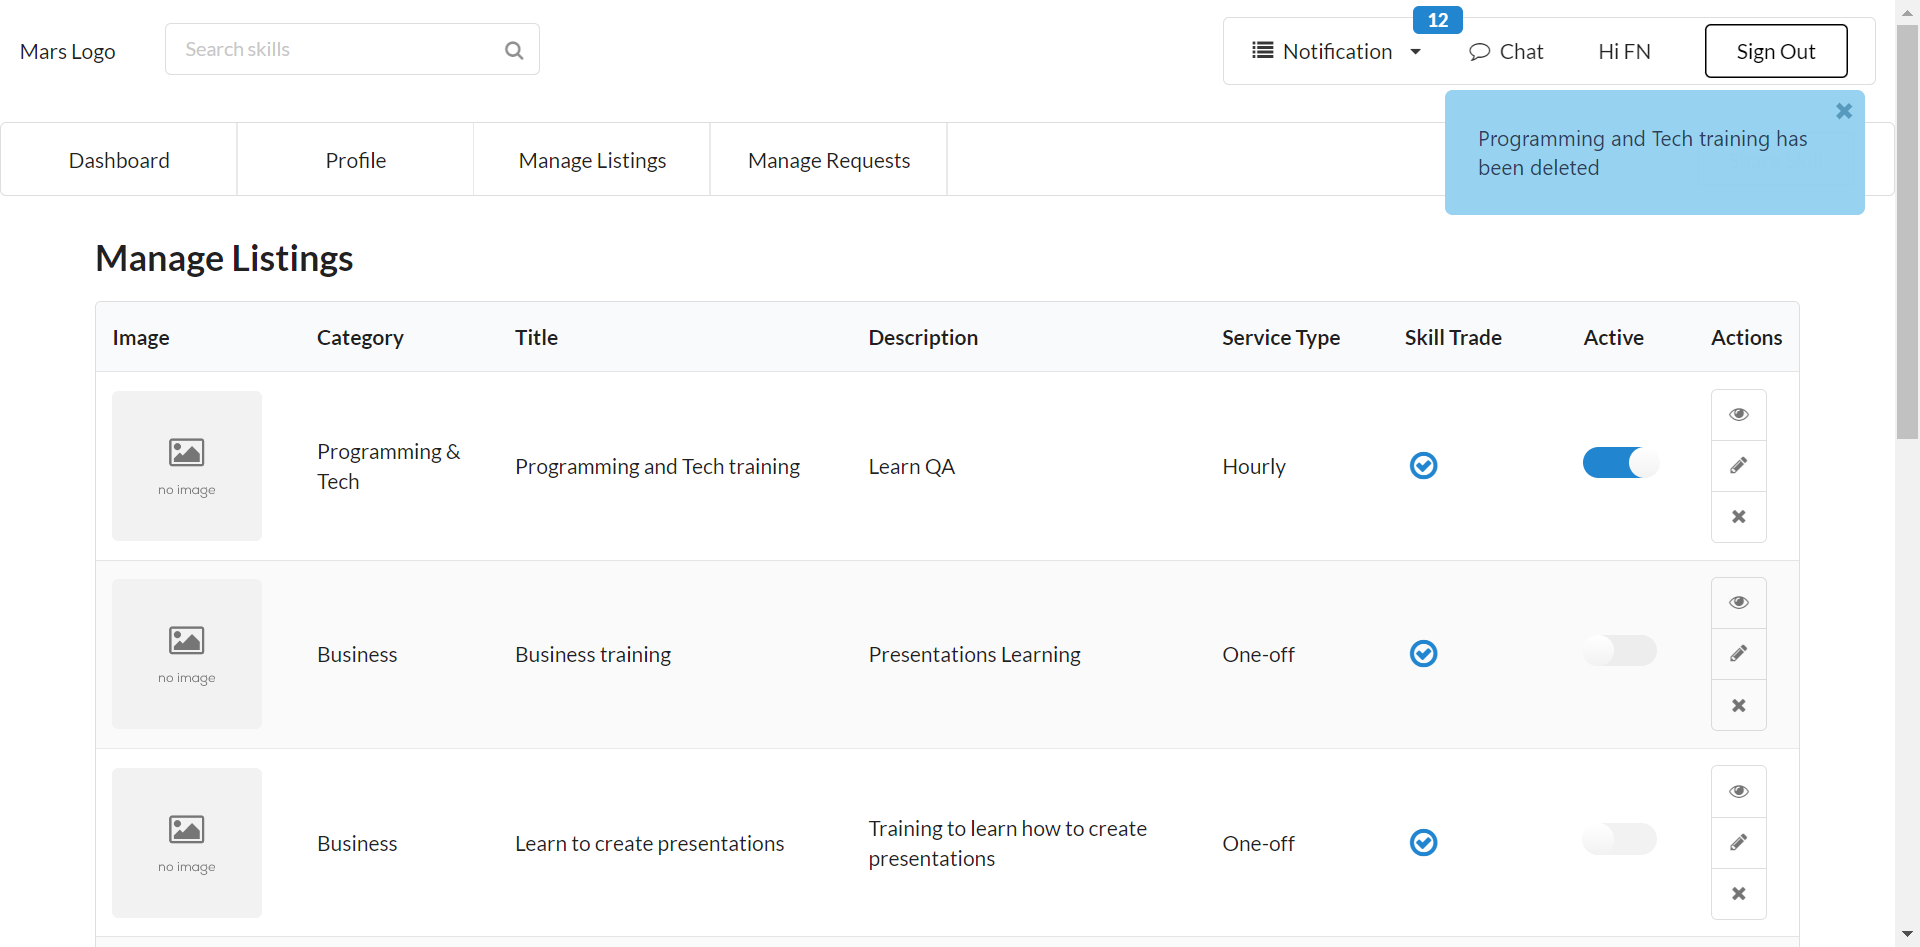 Mars Logo
Search skills
Notification
12
Chat
Hi FN
Sign Out
Dashboard
Profile
Manage Listings
Manage Requests
Programming and Tech training has
been deleted
Manage Listings
Image
Category
Title
Description
Service Type
Skill Trade
Active
Actions
no image
Programming &
Tech
Programming and Tech training
Learn QA
Hourly
no image
Business
Business training
Presentations Learning
One-off
no image
Business
Learn to create presentations
Training to learn how to create
presentations
One-off